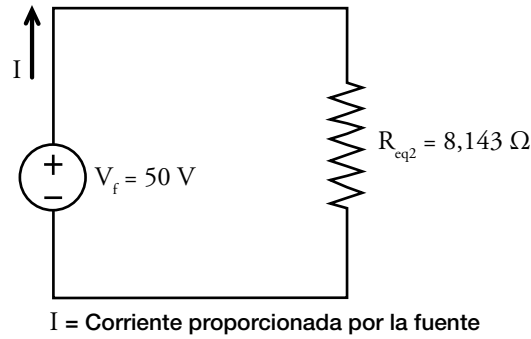 I
+
−
V_f = 50 V
R_eq2 = 8,143 Ω
I = Corriente proporcionada por la fuente